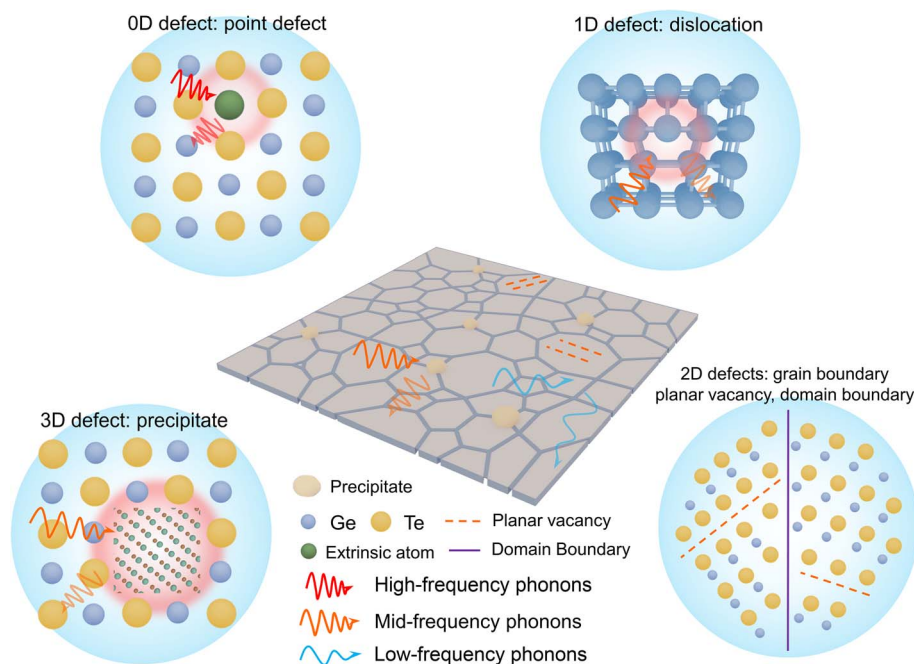 0D defect: point defect
1D defect: dislocation
3D defect: precipitate
2D defects: grain boundary
planar vacancy, domain boundary
Precipitate
Ge Te Planar vacancy
Extrinsic atom Domain Boundary
High-frequency phonons
Mid-frequency phonons
Low-frequency phonons